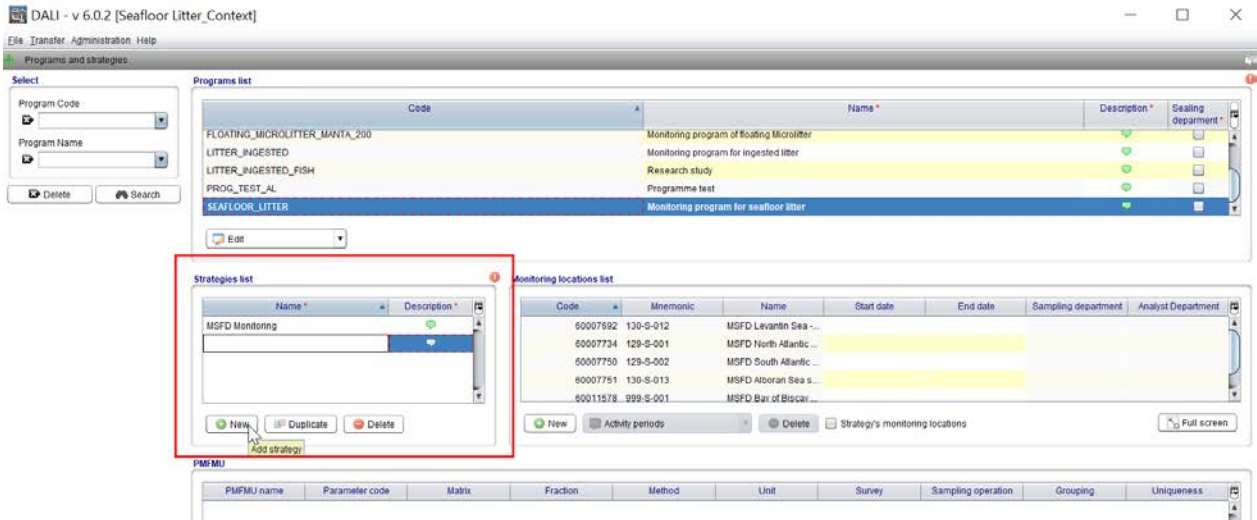 DALI - v 6.0.2 [Seafloor Litter_Context]
File Transfer Administration Help
Programs and strategies
Select
Program Code
Program Name
Delete Search
Programs list
Code Name * Description * Sealing deparment *
FLOATING_MICROLITTER_MANTA_200 Monitoring program of floating Microlitter
LITTER_INGESTED Monitoring program for ingested litter
LITTER_INGESTED_FISH Research study
PROG_TEST_AL Programme test
SEAFLOOR_LITTER Monitoring program for seafloor litter
Edit
Strategies list
Name * Description *
MSFD Monitoring
New Duplicate Delete
Add strategy
Monitoring locations list
Code Mnemonic Name Start date End date Sampling department Analyst Department
60007692 130-S-012 MSFD Levantin Sea -...
60007734 129-S-001 MSFD North Atlantic ...
60007750 129-S-002 MSFD South Atlantic ...
60007751 130-S-013 MSFD Alboran Sea s...
60011578 999-S-001 MSFD Bay of Biscay ...
New Activity periods Delete Strategy's monitoring locations Full screen
PMFMU
PMFMU name Parameter code Matrix Fraction Method Unit Survey Sampling operation Grouping Uniqueness